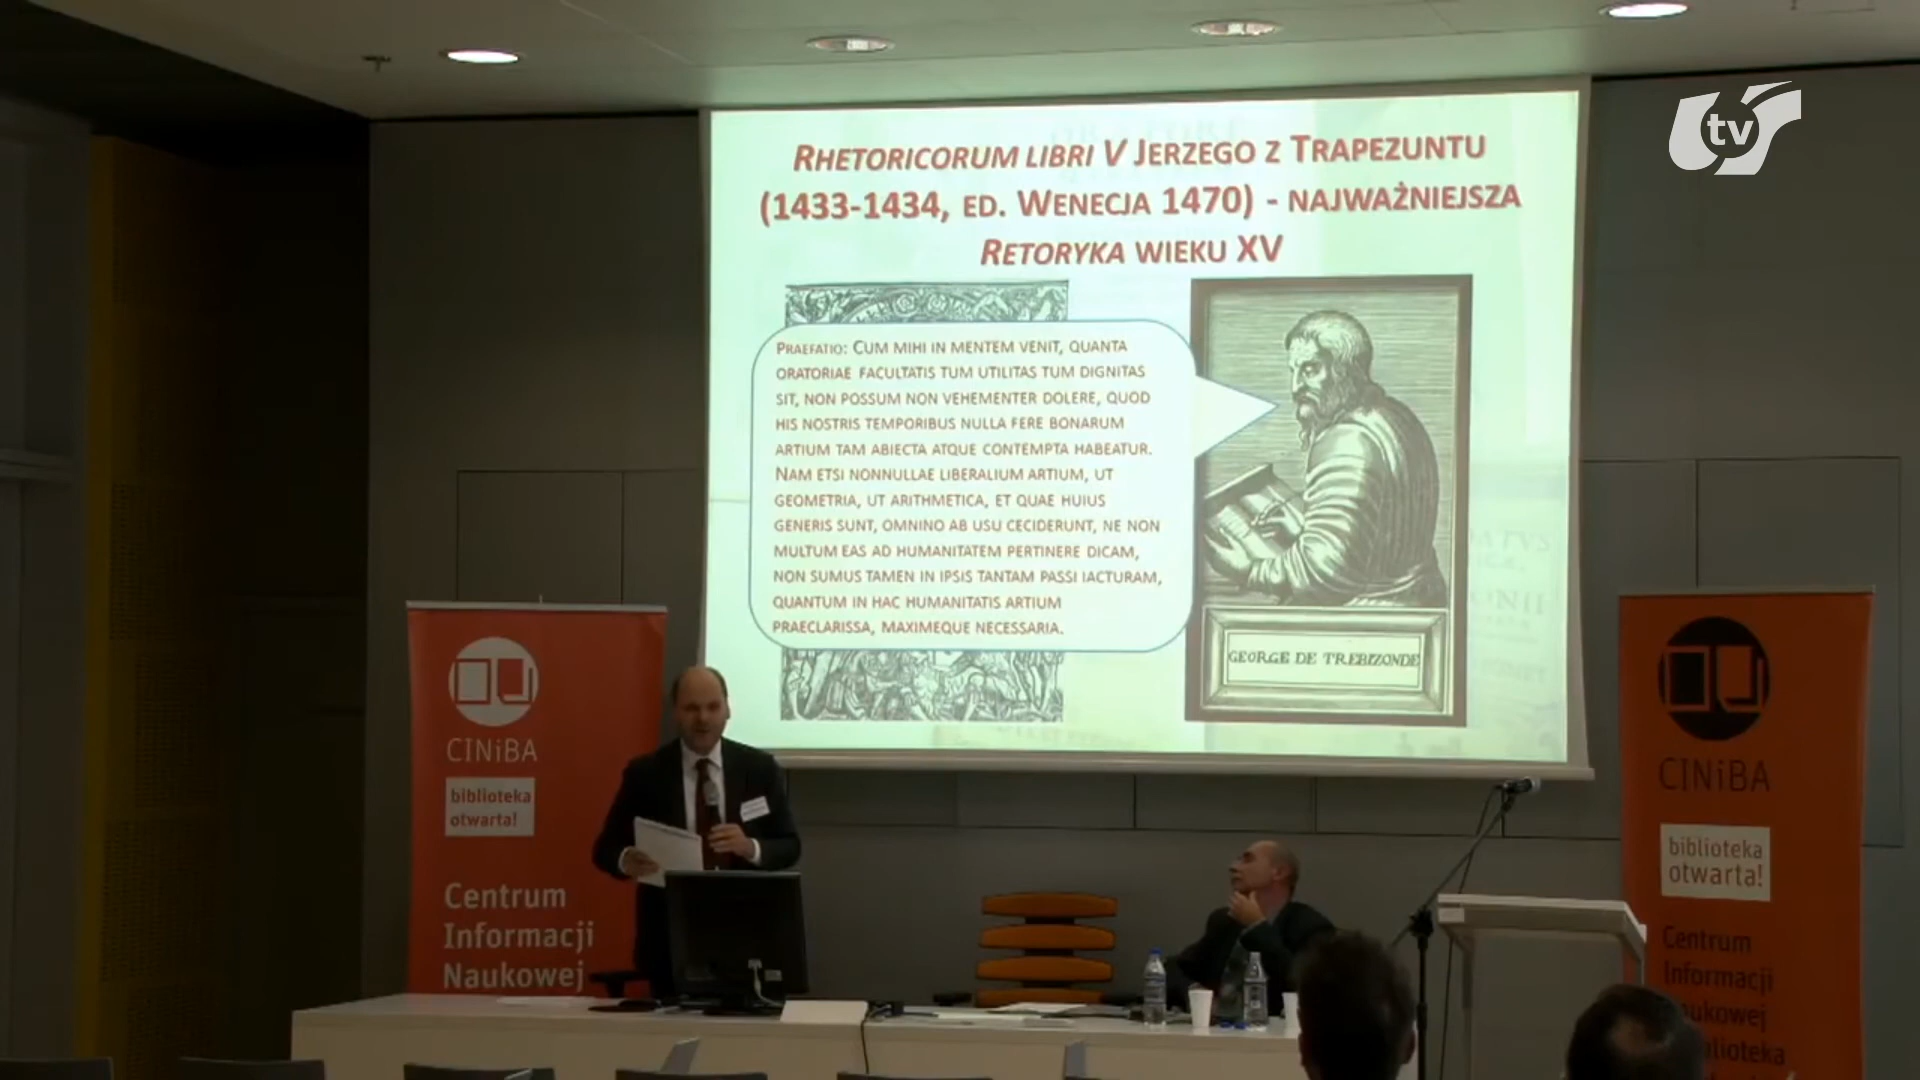 tv
RHETORICORUM LIBRI V JERZEGO Z TRAPEZUNTU
(1433-1434, ED. WENECJA 1470) - NAJWAŻNIEJSZA
RETORYKA WIEKU XV
PRAEFATIO: CUM MIHI IN MENTEM VENIT, QUANTA
ORATORIAE FACULTATIS TUM UTILITAS TUM DIGNITAS
SIT, NON POSSUM NON VEHEMENTER DOLERE, QUOD
HIS NOSTRIS TEMPORIBUS NULLA FERE BONARUM
ARTIUM TAM ABIECTA ATQUE CONTEMPTA HABEATUR.
NAM ETSI NONNULLAE LIBERALIUM ARTIUM, UT
GEOMETRIA, UT ARITHMETICA, ET QUAE HUIUS
GENERIS SUNT, OMNINO AB USU CECIDERUNT, NE NON
MULTUM EAS AD HUMANITATEM PERTINERE DICAM,
NON SUMUS TAMEN IN IPSIS TANTAM PASSI IACTURAM,
QUANTUM IN HAC HUMANITATIS ARTIUM
PRAECLARISSA, MAXIMEQUE NECESSARIA.
GEORGE DE TREBIZONDE
CINiBA
biblioteka
otwarta!
Centrum
Informacji
Naukowej
CINiBA
biblioteka
otwarta!
Centrum
Informacji
Naukowej